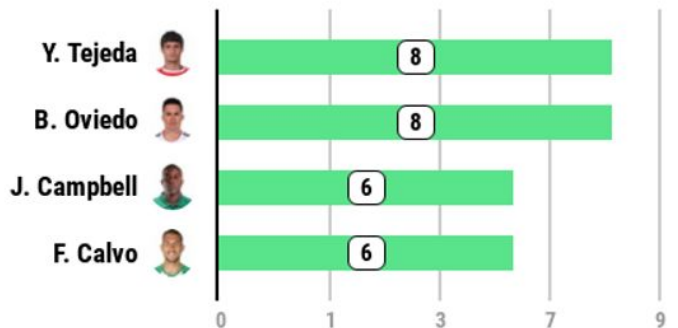 Y. Tejeda 8
B. Oviedo 8
J. Campbell 6
F. Calvo 6
0 1 3 7 9